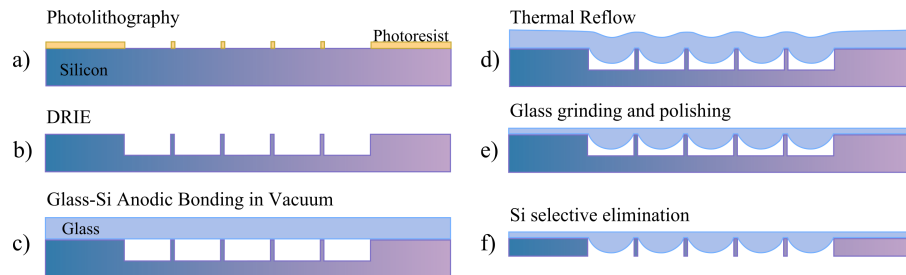 Photolithography
Photoresist
a)
Silicon
DRIE
b)
Glass-Si Anodic Bonding in Vacuum
Glass
c)
Thermal Reflow
d)
Glass grinding and polishing
e)
Si selective elimination
f)